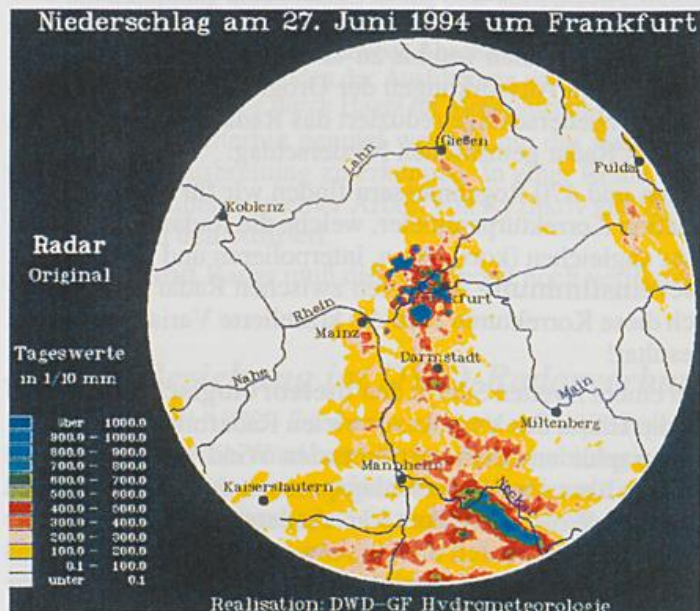 Niederschlag am 27. Juni 1994 um Frankfurt
Giesen
Lahn
Fulda
Koblenz
Radar
Original
Rhein
kfurt
Mainz
Tageswerte
in 1/10 mm
Nahe
Darmstadt
Main
Miltenberg
über 1000.0
900.0 - 1000.0
800.0 - 900.0
700.0 - 800.0
600.0 - 700.0
500.0 - 600.0
400.0 - 500.0
300.0 - 400.0
200.0 - 300.0
100.0 - 200.0
0.1 - 100.0
unter 0.1
Mannheim
Kaiserslautern
Neckar
Realisation: DWD-GF Hydrometeorologie